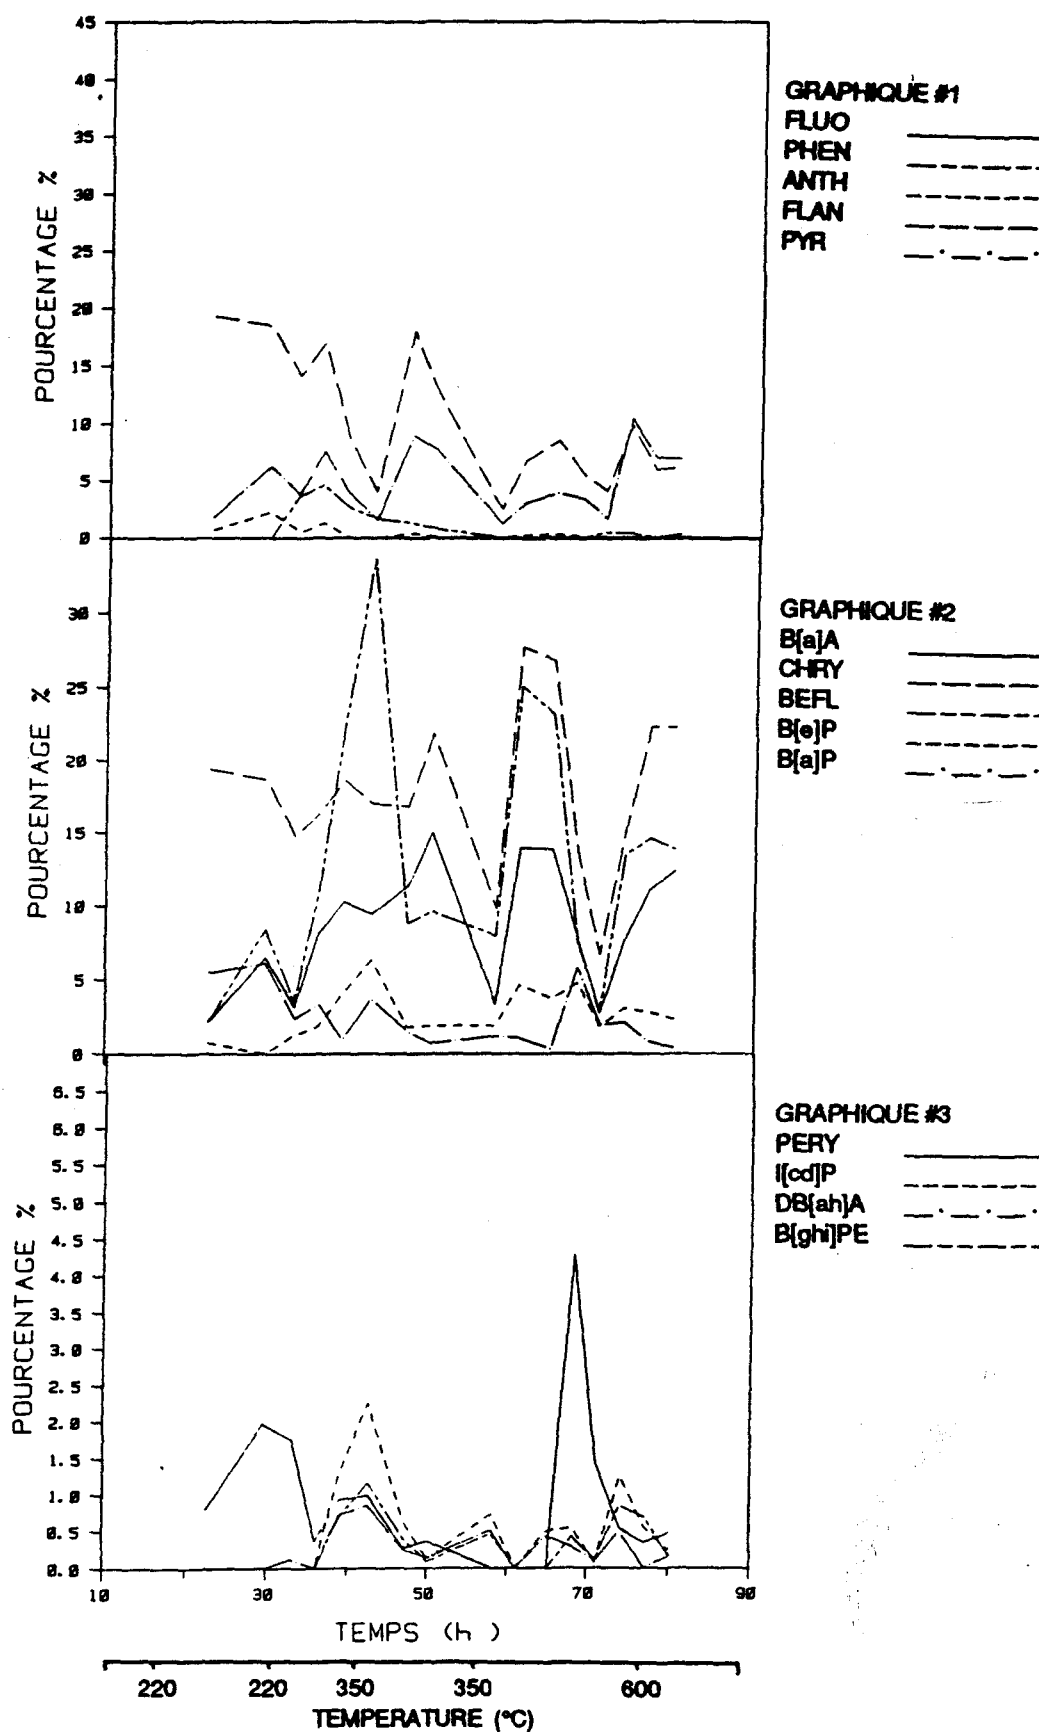 45
40
35
30
25
20
15
10
5
0
POURCENTAGE %
GRAPHIQUE #1
FLUO
PHEN
ANTH
FLAN
PYR
30
25
20
15
10
5
0
POURCENTAGE %
GRAPHIQUE #2
B[a]A
CHRY
BEFL
B[e]P
B[a]P
6.5
6.0
5.5
5.0
4.5
4.0
3.5
3.0
2.5
2.0
1.5
1.0
0.5
0.0
POURCENTAGE %
GRAPHIQUE #3
PERY
I[cd]P
DB[ah]A
B[ghi]PE
10 30 50 70 90
TEMPS (h )
220 220 350 350 600
TEMPERATURE (°C)